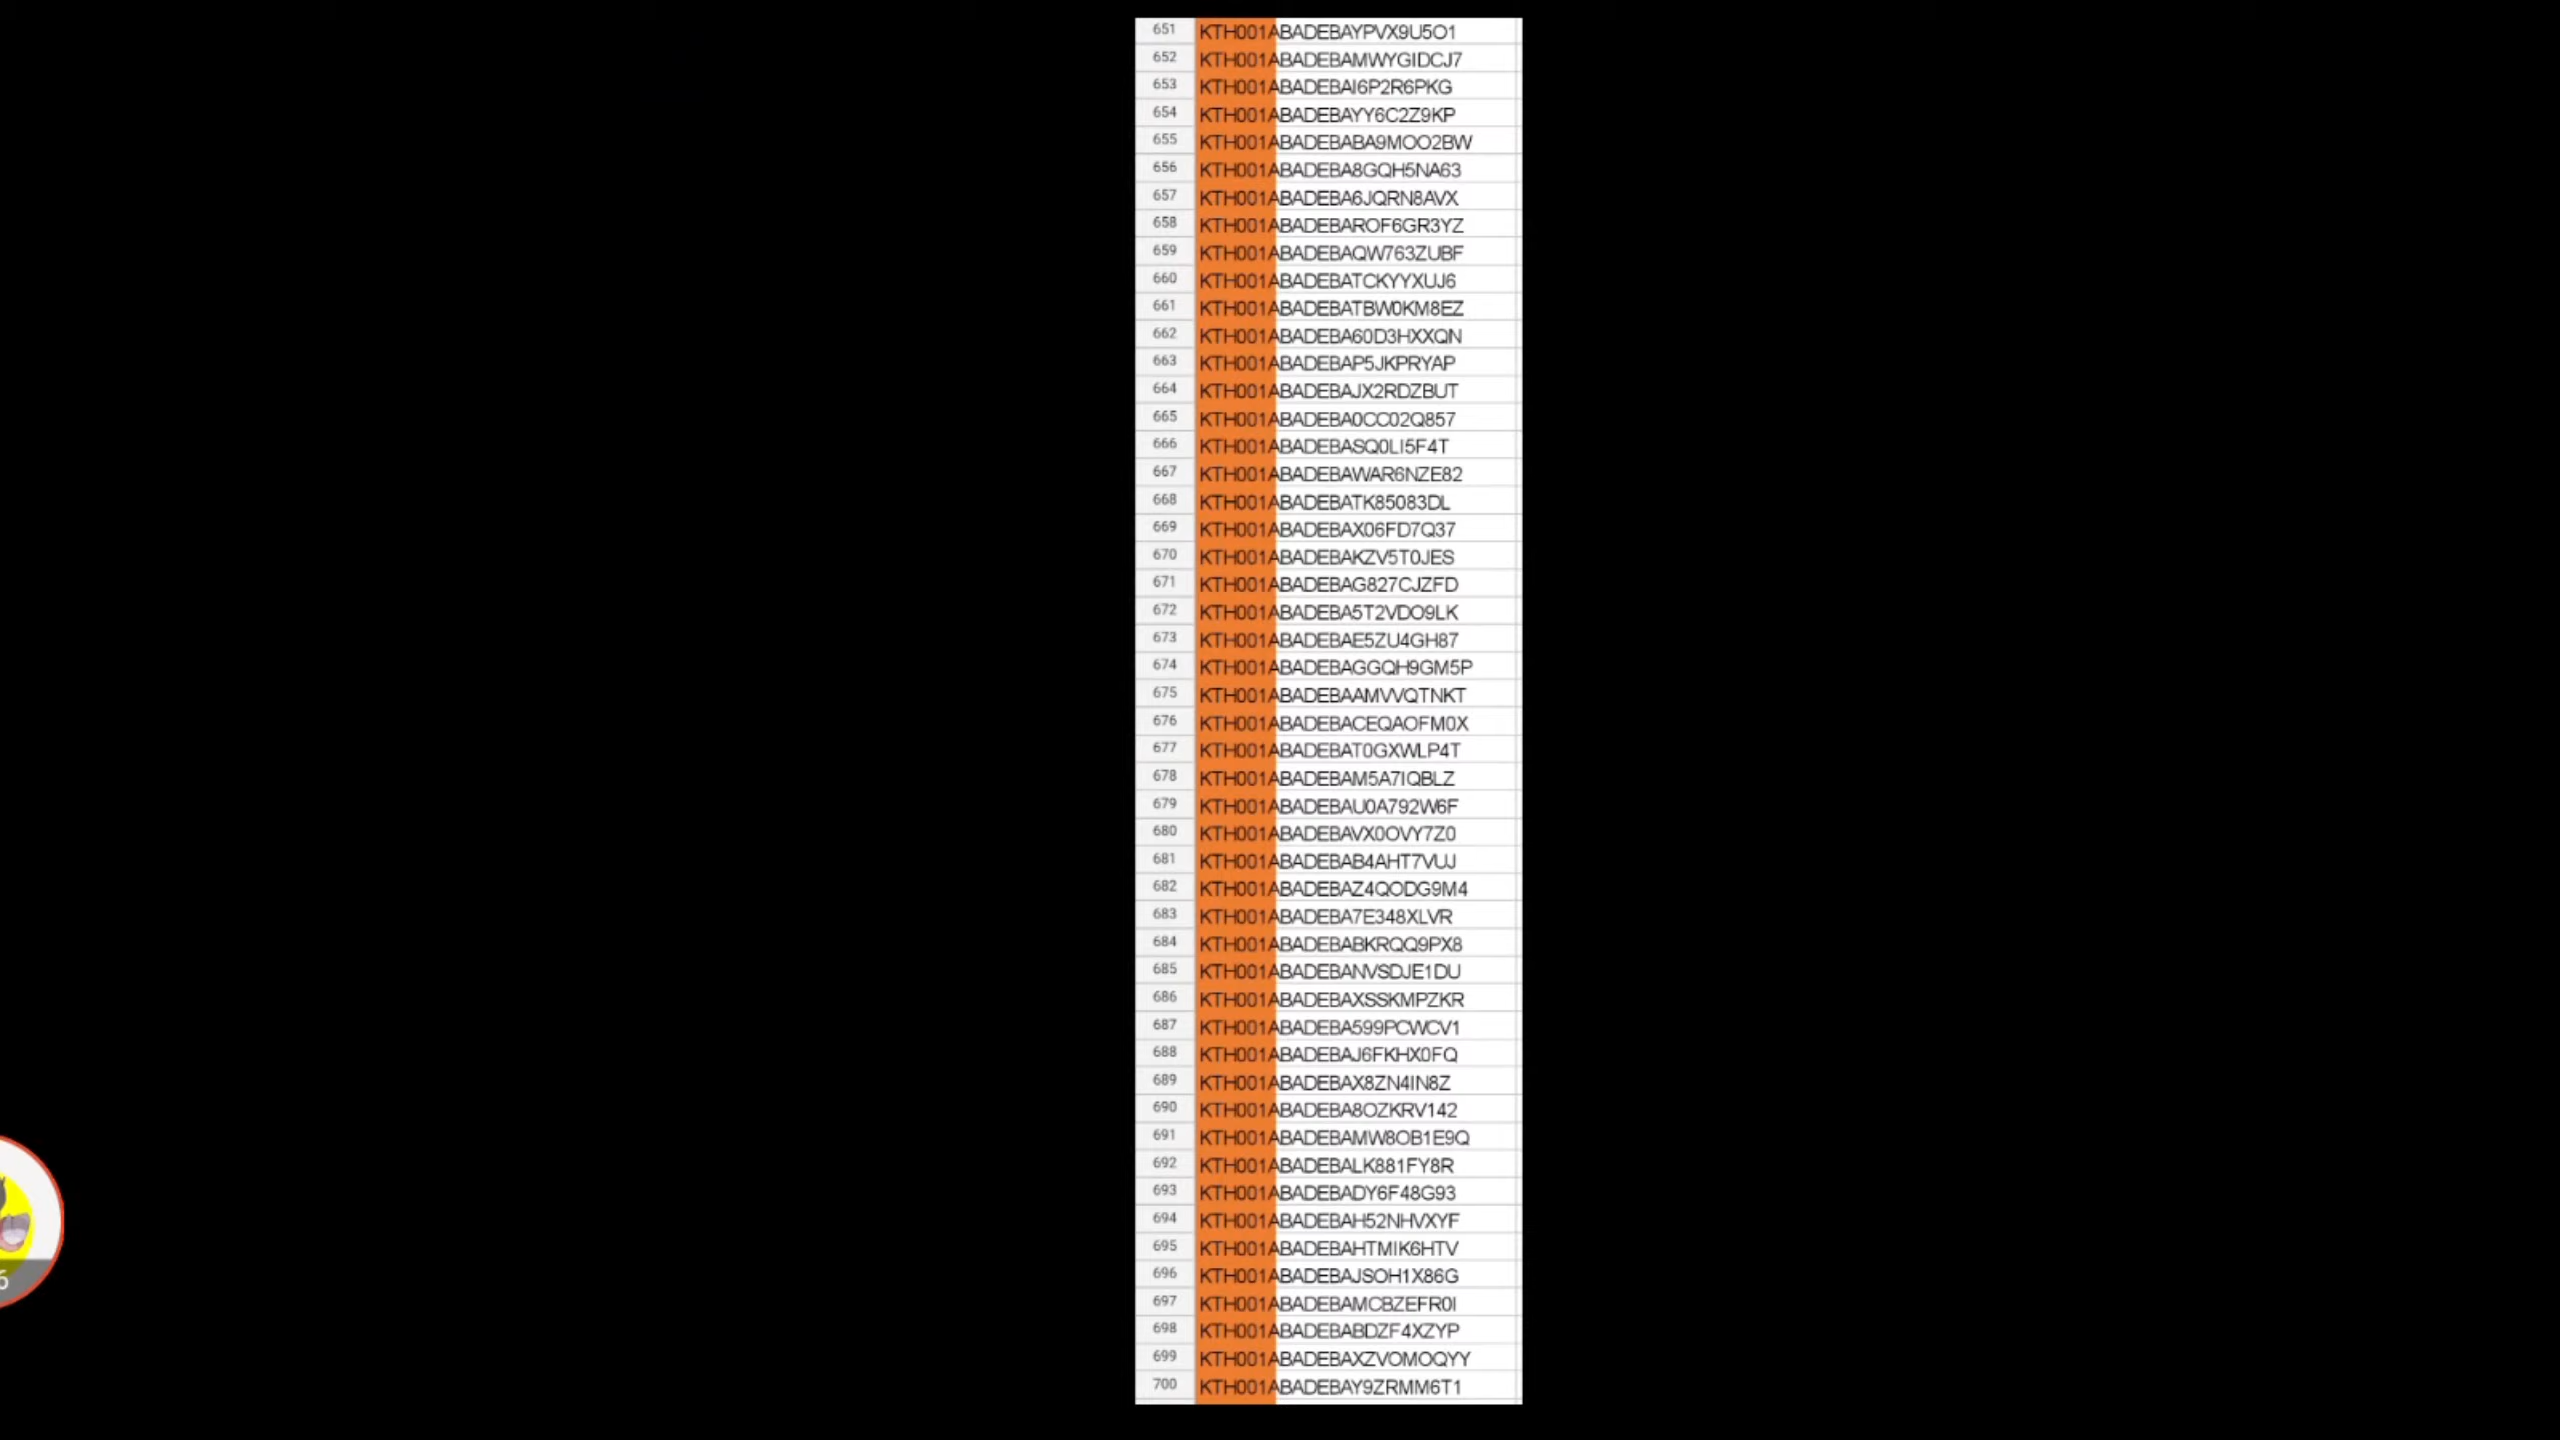 651 KTH001ABADEBAYPVX9U5O1
652 KTH001ABADEBAMWYGIDCJ7
653 KTH001ABADEBAI6P2R6PKG
654 KTH001ABADEBAYY6C2Z9KP
655 KTH001ABADEBABA9MOO2BW
656 KTH001ABADEBA8GQH5NA63
657 KTH001ABADEBA6JQRN8AVX
658 KTH001ABADEBAROF6GR3YZ
659 KTH001ABADEBAQW763ZUBF
660 KTH001ABADEBATCKYYXUJ6
661 KTH001ABADEBATBW0KM8EZ
662 KTH001ABADEBA60D3HXXQN
663 KTH001ABADEBAP5JKPRYAP
664 KTH001ABADEBAJX2RDZBUT
665 KTH001ABADEBA0CC02Q857
666 KTH001ABADEBASQ0LI5F4T
667 KTH001ABADEBAWAR6NZE82
668 KTH001ABADEBATK85083DL
669 KTH001ABADEBAX06FD7Q37
670 KTH001ABADEBAKZV5T0JES
671 KTH001ABADEBAG827CJZFD
672 KTH001ABADEBA5T2VDO9LK
673 KTH001ABADEBAE5ZU4GH87
674 KTH001ABADEBAGGQH9GM5P
675 KTH001ABADEBAAMVVQTNKT
676 KTH001ABADEBACEQAOFM0X
677 KTH001ABADEBAT0GXWLP4T
678 KTH001ABADEBAM5A7IQBLZ
679 KTH001ABADEBAU0A792W6F
680 KTH001ABADEBAVX0OVY7Z0
681 KTH001ABADEBAB4AHT7VUJ
682 KTH001ABADEBAZ4QODG9M4
683 KTH001ABADEBA7E348XLVR
684 KTH001ABADEBABKRQQ9PX8
685 KTH001ABADEBANVSDJE1DU
686 KTH001ABADEBAXSSKMPZKR
687 KTH001ABADEBA599PCWCV1
688 KTH001ABADEBAJ6FKHX0FQ
689 KTH001ABADEBAX8ZN4IN8Z
690 KTH001ABADEBA8OZKRV142
691 KTH001ABADEBAMW8OB1E9Q
692 KTH001ABADEBALK881FY8R
693 KTH001ABADEBADY6F48G93
694 KTH001ABADEBAH52NHVXYF
695 KTH001ABADEBAHTMIK6HTV
696 KTH001ABADEBAJSOH1X86G
697 KTH001ABADEBAMCBZEFR0I
698 KTH001ABADEBABDZF4XZYP
699 KTH001ABADEBAXZVOMOQYY
700 KTH001ABADEBAY9ZRMM6T1